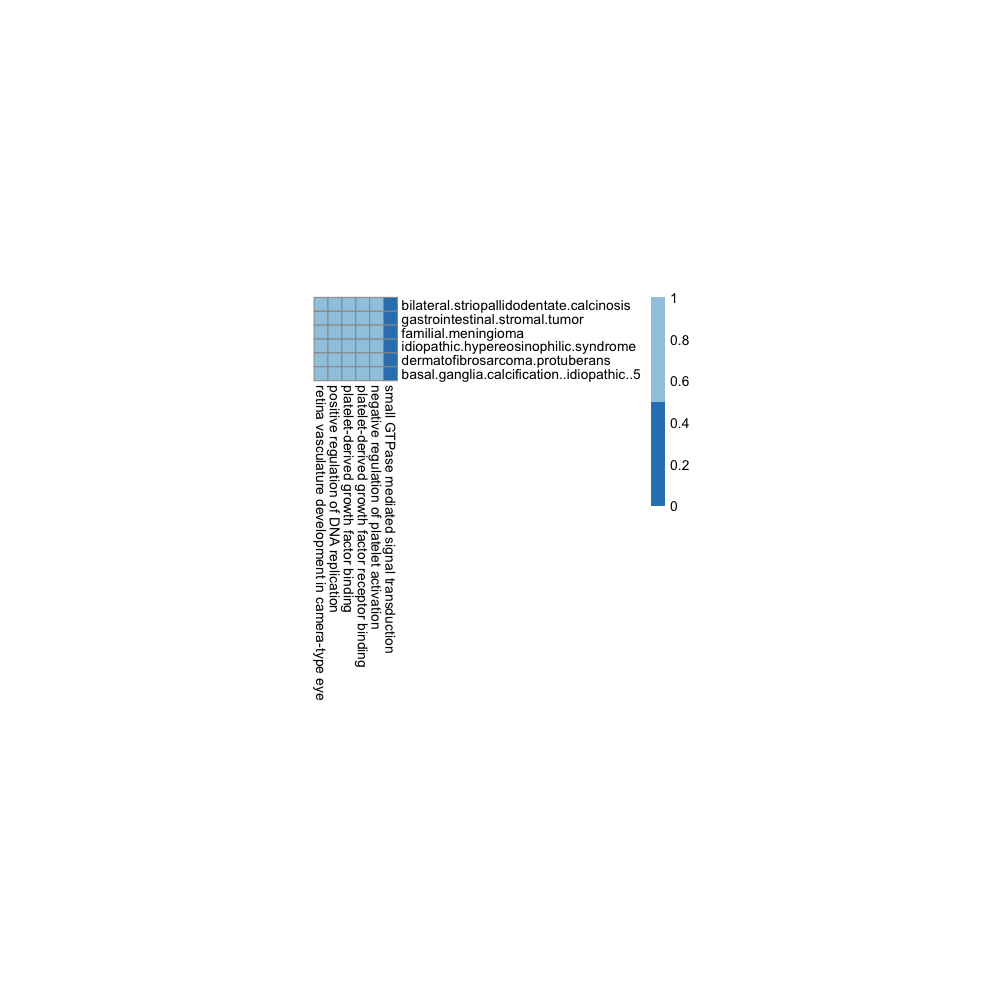 bilateral.striopallidodentate.calcinosis
gastrointestinal.stromal.tumor
familial.meningioma
idiopathic.hypereosinophilic.syndrome
dermatofibrosarcoma.protuberans
basal.ganglia.calcification..idiopathic..5
1
0.8
0.6
0.4
0.2
0
retina vasculature development in camera-type eye
positive regulation of DNA replication
platelet-derived growth factor binding
platelet-derived growth factor receptor binding
negative regulation of platelet activation
small GTPase mediated signal transduction